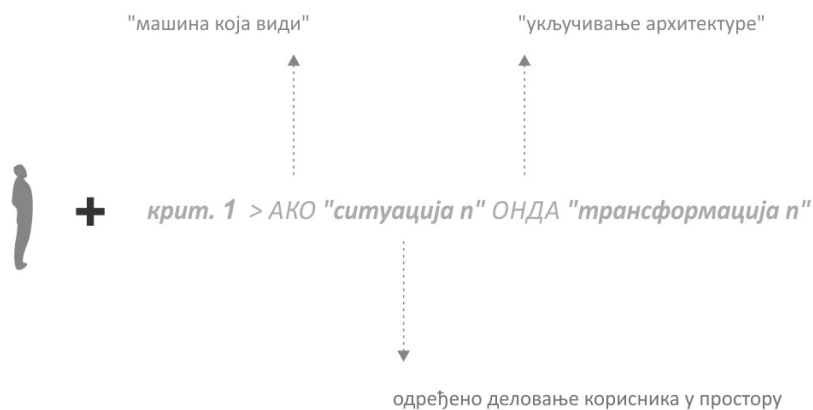 "машина која види"
"укључивање архитектуре"
+ крит. 1 > АКО "ситуација n" ОНДА "трансформација n"
одређено деловање корисника у простору